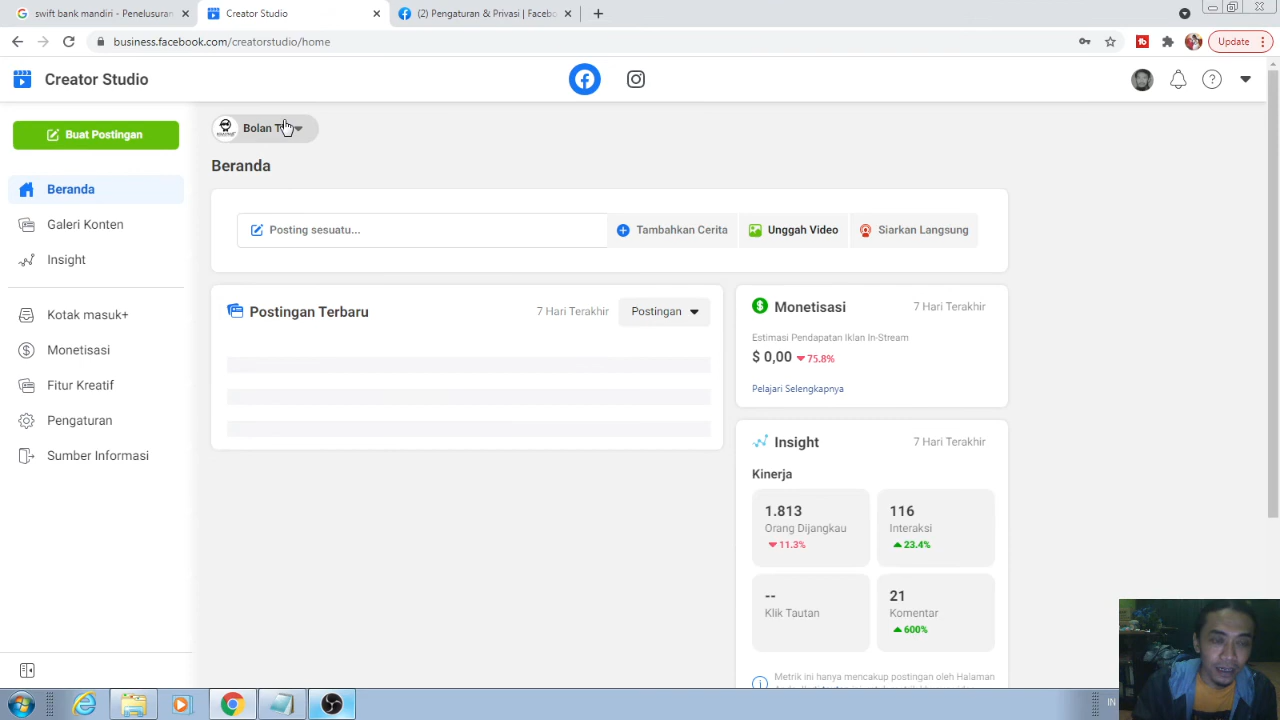 swift bank mandiri - Penelusuran
Creator Studio
(2) Pengaturan & Privasi | Facebo
business.facebook.com/creatorstudio/home
Update
Creator Studio
Buat Postingan
Beranda
Galeri Konten
Insight
Kotak masuk+
Monetisasi
Fitur Kreatif
Pengaturan
Sumber Informasi
Bolan
Beranda
Posting sesuatu...
Tambahkan Cerita
Unggah Video
Siarkan Langsung
Postingan Terbaru
7 Hari Terakhir
Postingan
Monetisasi
7 Hari Terakhir
Estimasi Pendapatan Iklan In-Stream
$ 0,00 75.8%
Pelajari Selengkapnya
Insight
7 Hari Terakhir
Kinerja
1.813
Orang Dijangkau
11.3%
116
Interaksi
23.4%
--
Klik Tautan
21
Komentar
600%
Metrik ini hanya mencakup postingan oleh Halaman
IN